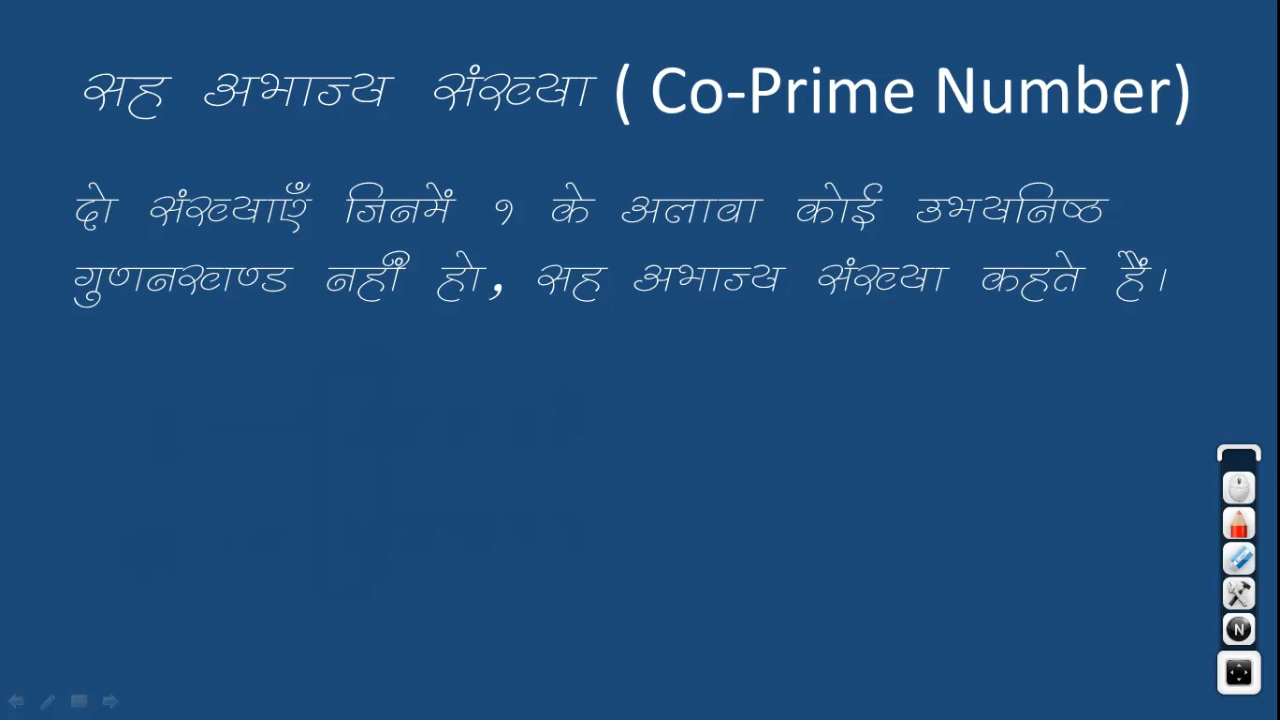 सह अभाज्य संख्या ( Co-Prime Number)
दो संख्याएँ जिनमें १ के अलावा कोई उभयनिष्ठ
गुणनखण्ड नहीं हो, सह अभाज्य संख्या कहते हैं।
N